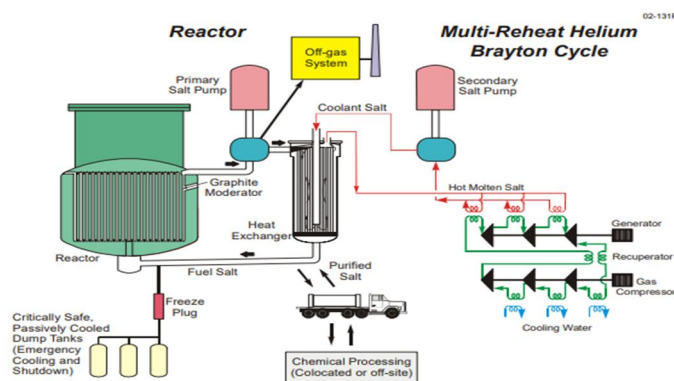 02-131
Reactor
Multi-Reheat Helium
Brayton Cycle
Off-gas
System
Primary
Salt Pump
Secondary
Salt Pump
Coolant Salt
Graphite
Moderator
Hot Molten Salt
Heat
Exchanger
Generator
Reactor
Fuel Salt
Purified
Salt
Recuperator
Gas
Compressor
Freeze
Plug
Cooling Water
Critically Safe,
Passively Cooled
Dump Tanks
(Emergency
Cooling and
Shutdown)
Chemical Processing
(Colocated or off-site)